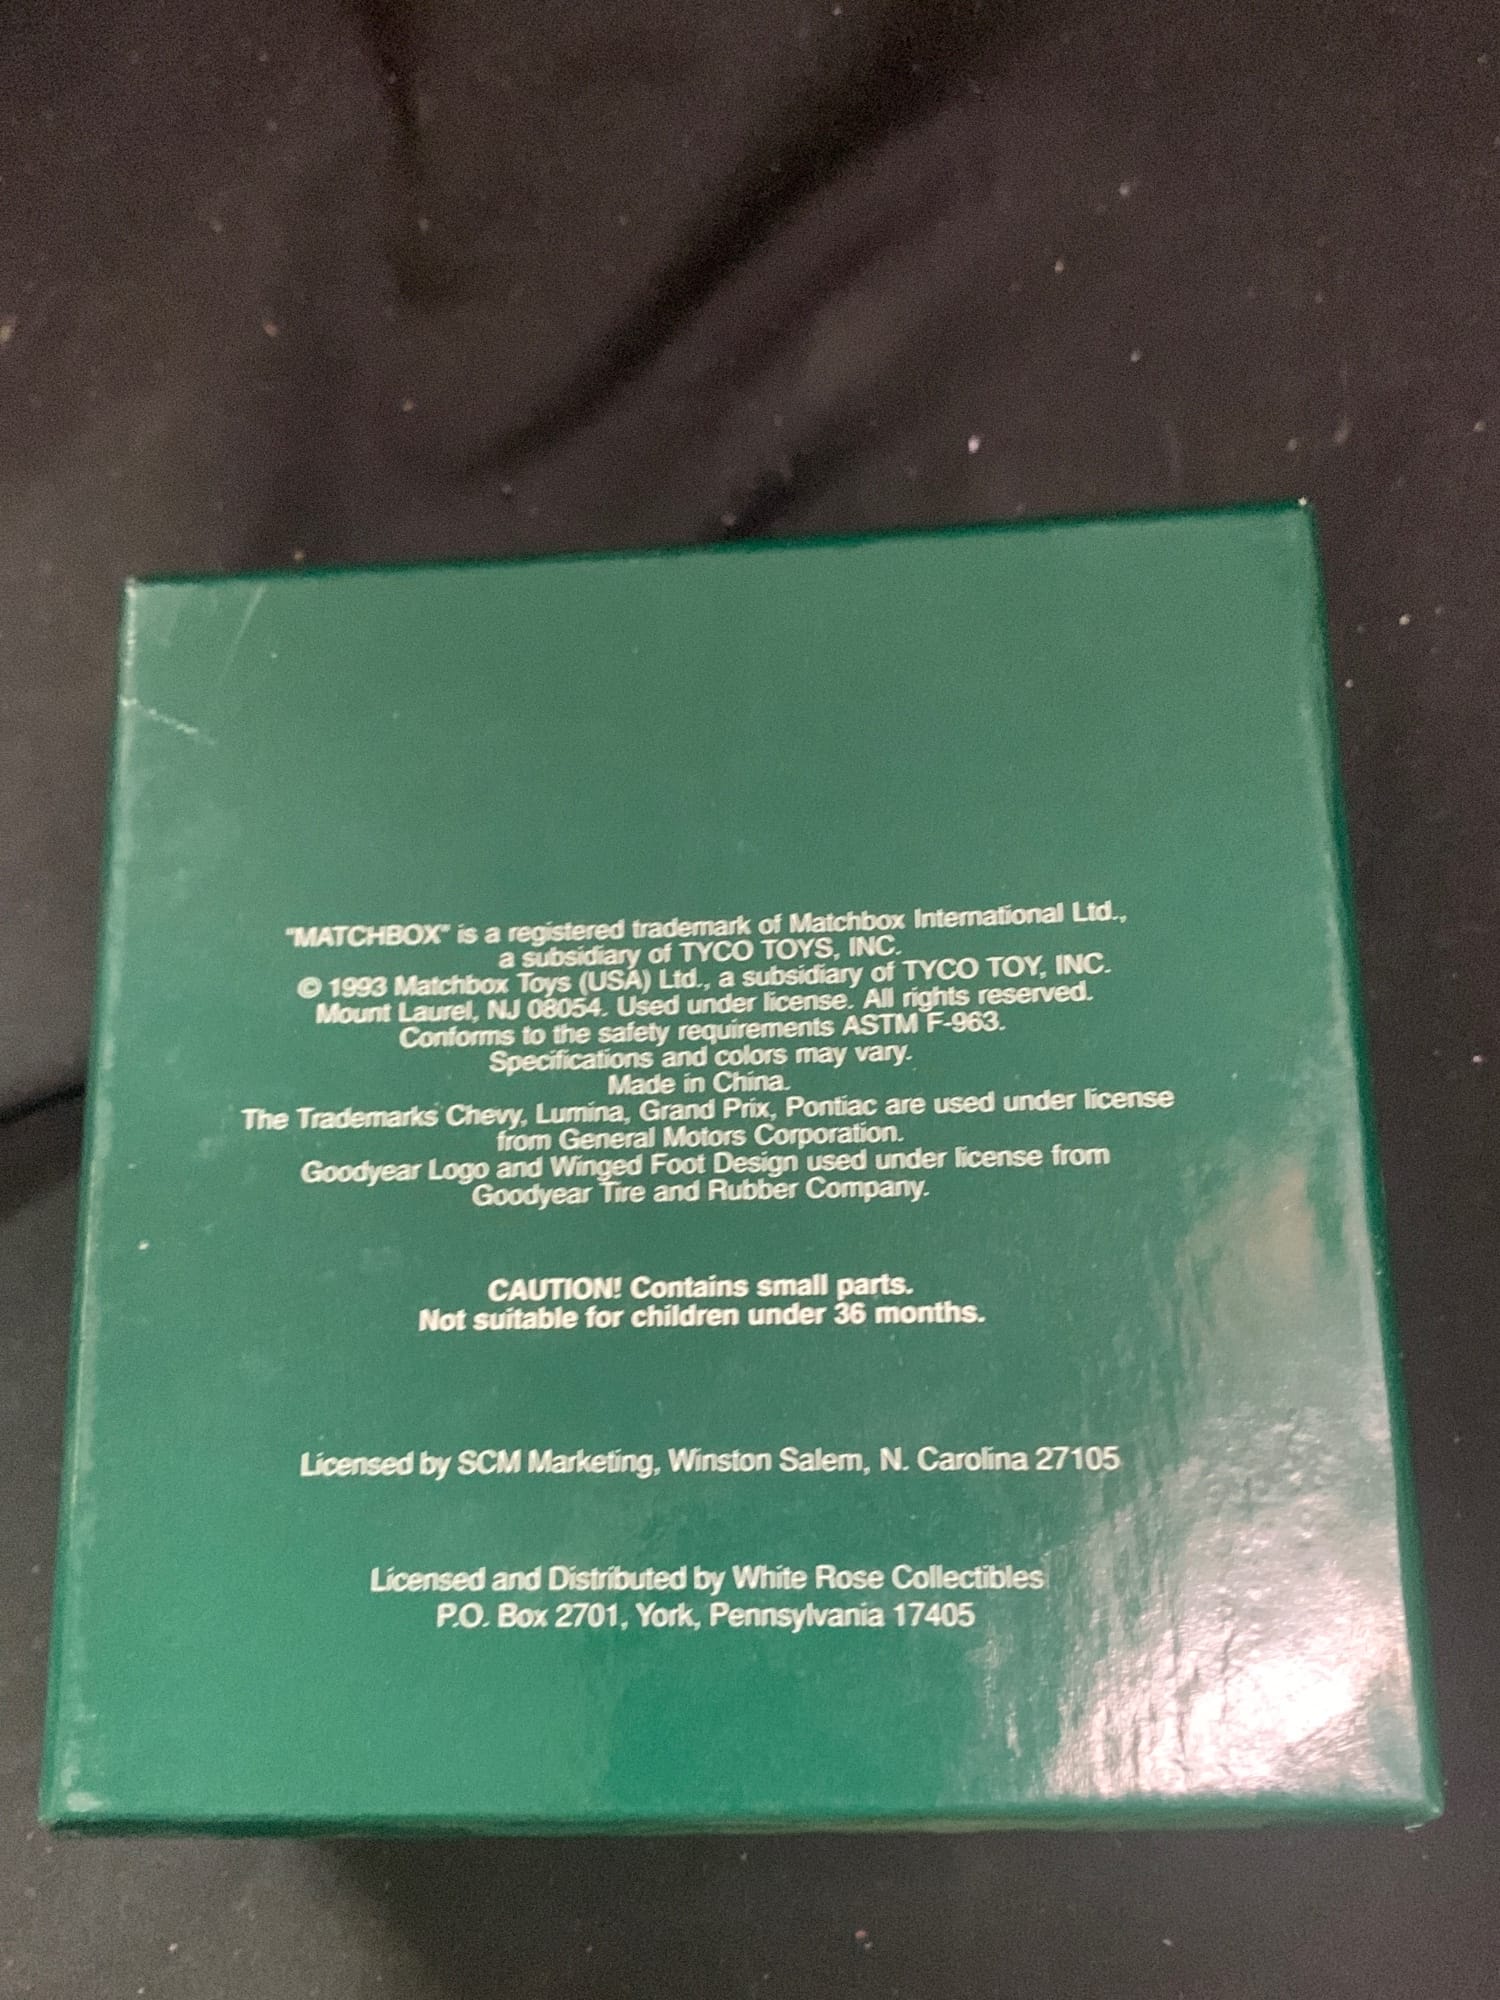 "MATCHBOX" is a registered trademark of Matchbox International Ltd.,
a subsidiary of TYCO TOYS, INC.
© 1993 Matchbox Toys (USA) Ltd., a subsidiary of TYCO TOY, INC.
Mount Laurel, NJ 08054. Used under license. All rights reserved.
Conforms to the safety requirements ASTM F-963.
Specifications and colors may vary.
Made in China.
The Trademarks Chevy, Lumina, Grand Prix, Pontiac are used under license
from General Motors Corporation.
Goodyear Logo and Winged Foot Design used under license from
Goodyear Tire and Rubber Company.
CAUTION! Contains small parts.
Not suitable for children under 36 months.
Licensed by SCM Marketing, Winston Salem, N. Carolina 27105
Licensed and Distributed by White Rose Collectibles
P.O. Box 2701, York, Pennsylvania 17405